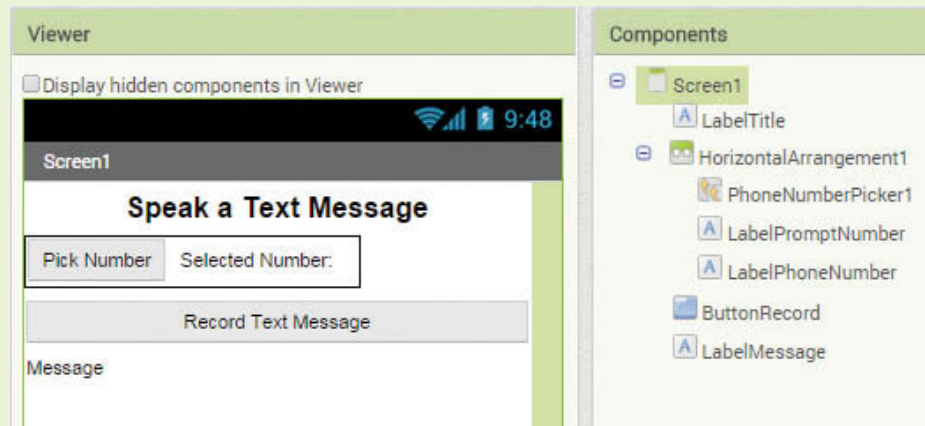 Viewer
Display hidden components in Viewer
9:48
Screen1
Speak a Text Message
Pick Number Selected Number:
Record Text Message
Message
Components
Screen1
A LabelTitle
HorizontalArrangement1
PhoneNumberPicker1
A LabelPromptNumber
A LabelPhoneNumber
ButtonRecord
A LabelMessage